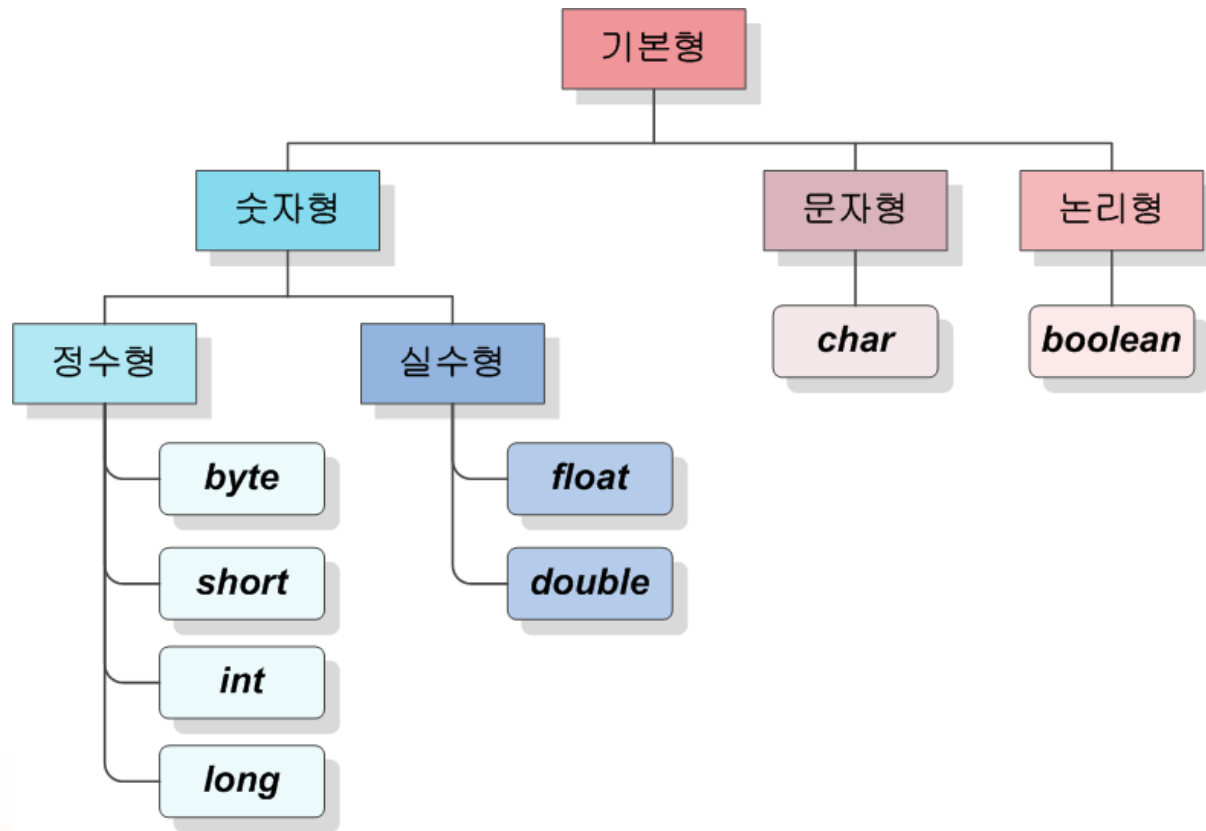 기본형
숫자형
문자형
논리형
정수형
실수형
char
boolean
byte
float
short
double
int
long